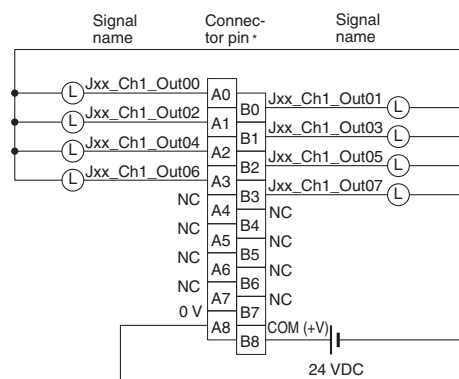 Signal name
Connec-
tor pin *
Signal name
L Jxx_Ch1_Out00 A0
B0 Jxx_Ch1_Out01 L
L Jxx_Ch1_Out02 A1
B1 Jxx_Ch1_Out03 L
L Jxx_Ch1_Out04 A2
B2 Jxx_Ch1_Out05 L
L Jxx_Ch1_Out06 A3
B3 Jxx_Ch1_Out07 L
NC A4
B4 NC
NC A5
B5 NC
NC A6
B6 NC
NC A7
B7 NC
0 V A8
B8 COM (+V)
24 VDC